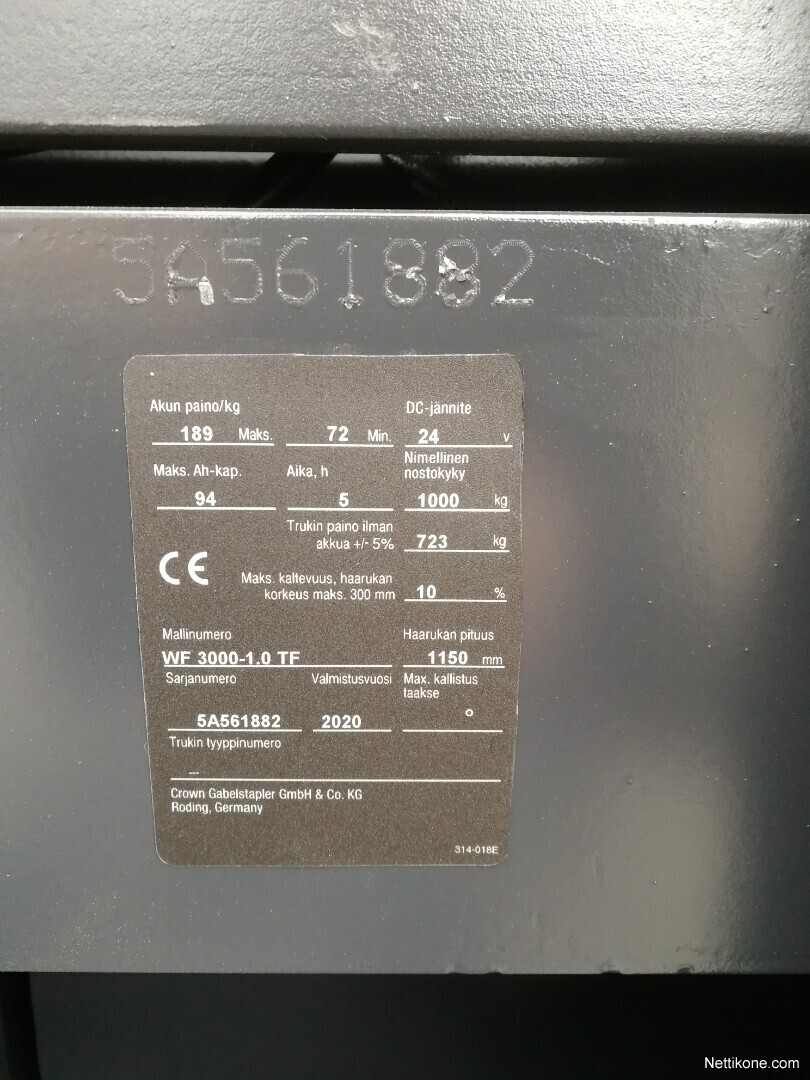 5A561882
Akun paino/kg DC-jännite
189 Maks. 72 Min. 24 v
Maks. Ah-kap. Aika, h Nimellinen nostokyky
94 5 1000 kg
Trukin paino ilman
akkua +/- 5% 723 kg
CE
Maks. kaltevuus, haarukan
korkeus maks. 300 mm 10 %
Mallinumero Haarukan pituus
WF 3000-1.0 TF 1150 mm
Sarjanumero Valmistusvuosi Max. kallistus taakse
5A561882 2020 °
Trukin tyyppinumero
---
Crown Gabelstapler GmbH & Co. KG
Roding, Germany
314-018E
Nettikone.com